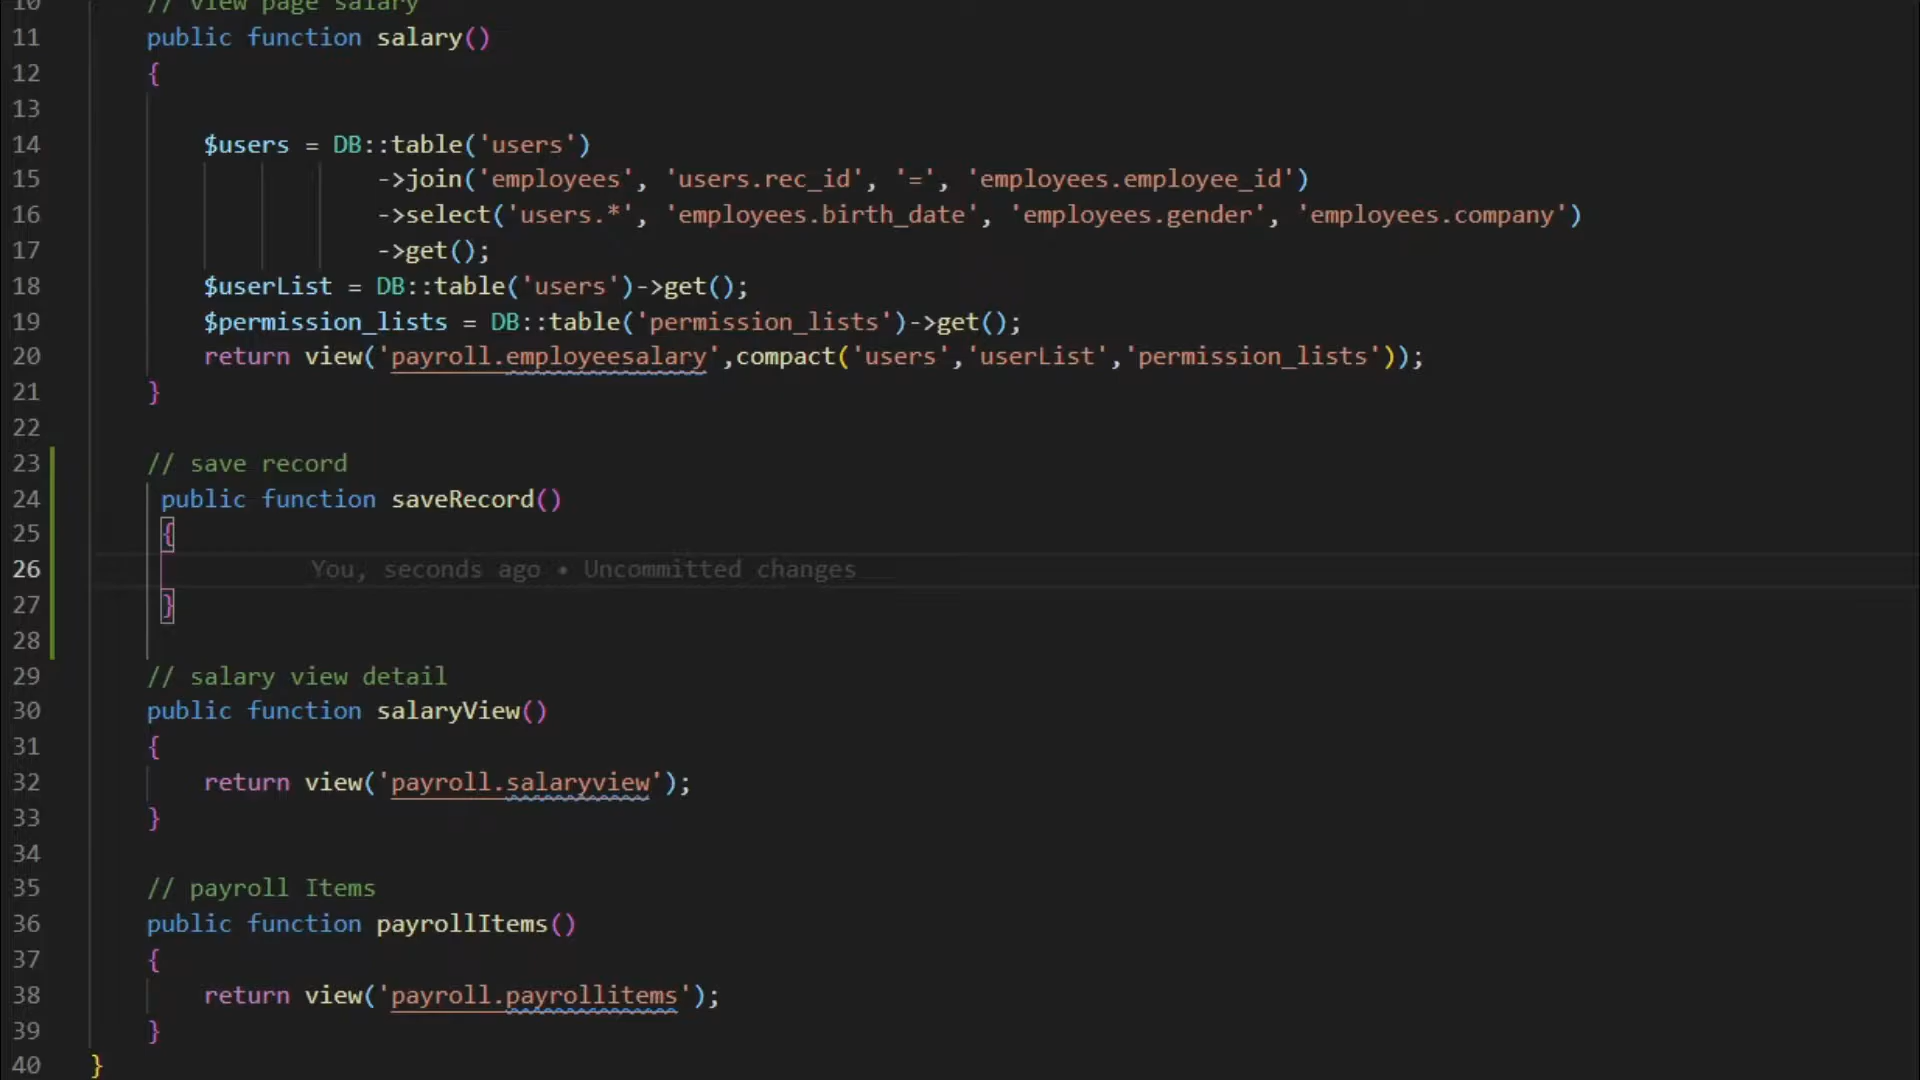 10 // view page salary
11 public function salary()
12 {
13
14 $users = DB::table('users')
15 ->join('employees', 'users.rec_id', '=', 'employees.employee_id')
16 ->select('users.*', 'employees.birth_date', 'employees.gender', 'employees.company')
17 ->get();
18 $userList = DB::table('users')->get();
19 $permission_lists = DB::table('permission_lists')->get();
20 return view('payroll.employeesalary',compact('users','userList','permission_lists'));
21 }
22
23 // save record
24 public function saveRecord()
25 {
26 You, seconds ago • Uncommitted changes
27 }
28
29 // salary view detail
30 public function salaryView()
31 {
32 return view('payroll.salaryview');
33 }
34
35 // payroll Items
36 public function payrollItems()
37 {
38 return view('payroll.payrollitems');
39 }
40 }